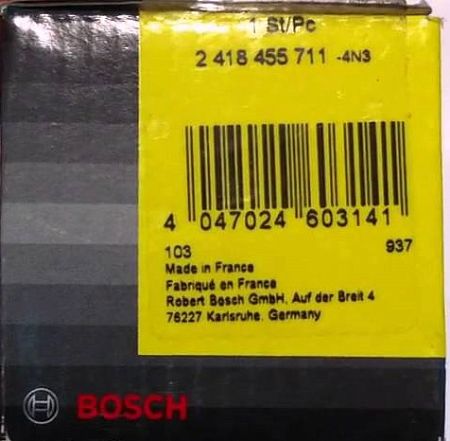 1 St/Pc
2 418 455 711 -4N3
4 047024 603141
103 937
Made in France
Fabriqué en France
Robert Bosch GmbH, Auf der Breit 4
76227 Karlsruhe, Germany
BOSCH